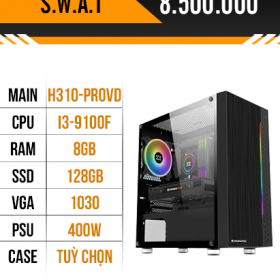 S.W.A.T
8.500.000
MAIN H310-PROVD
CPU I3-9100F
RAM 8GB
SSD 128GB
VGA 1030
PSU 400W
CASE TUỲ CHỌN